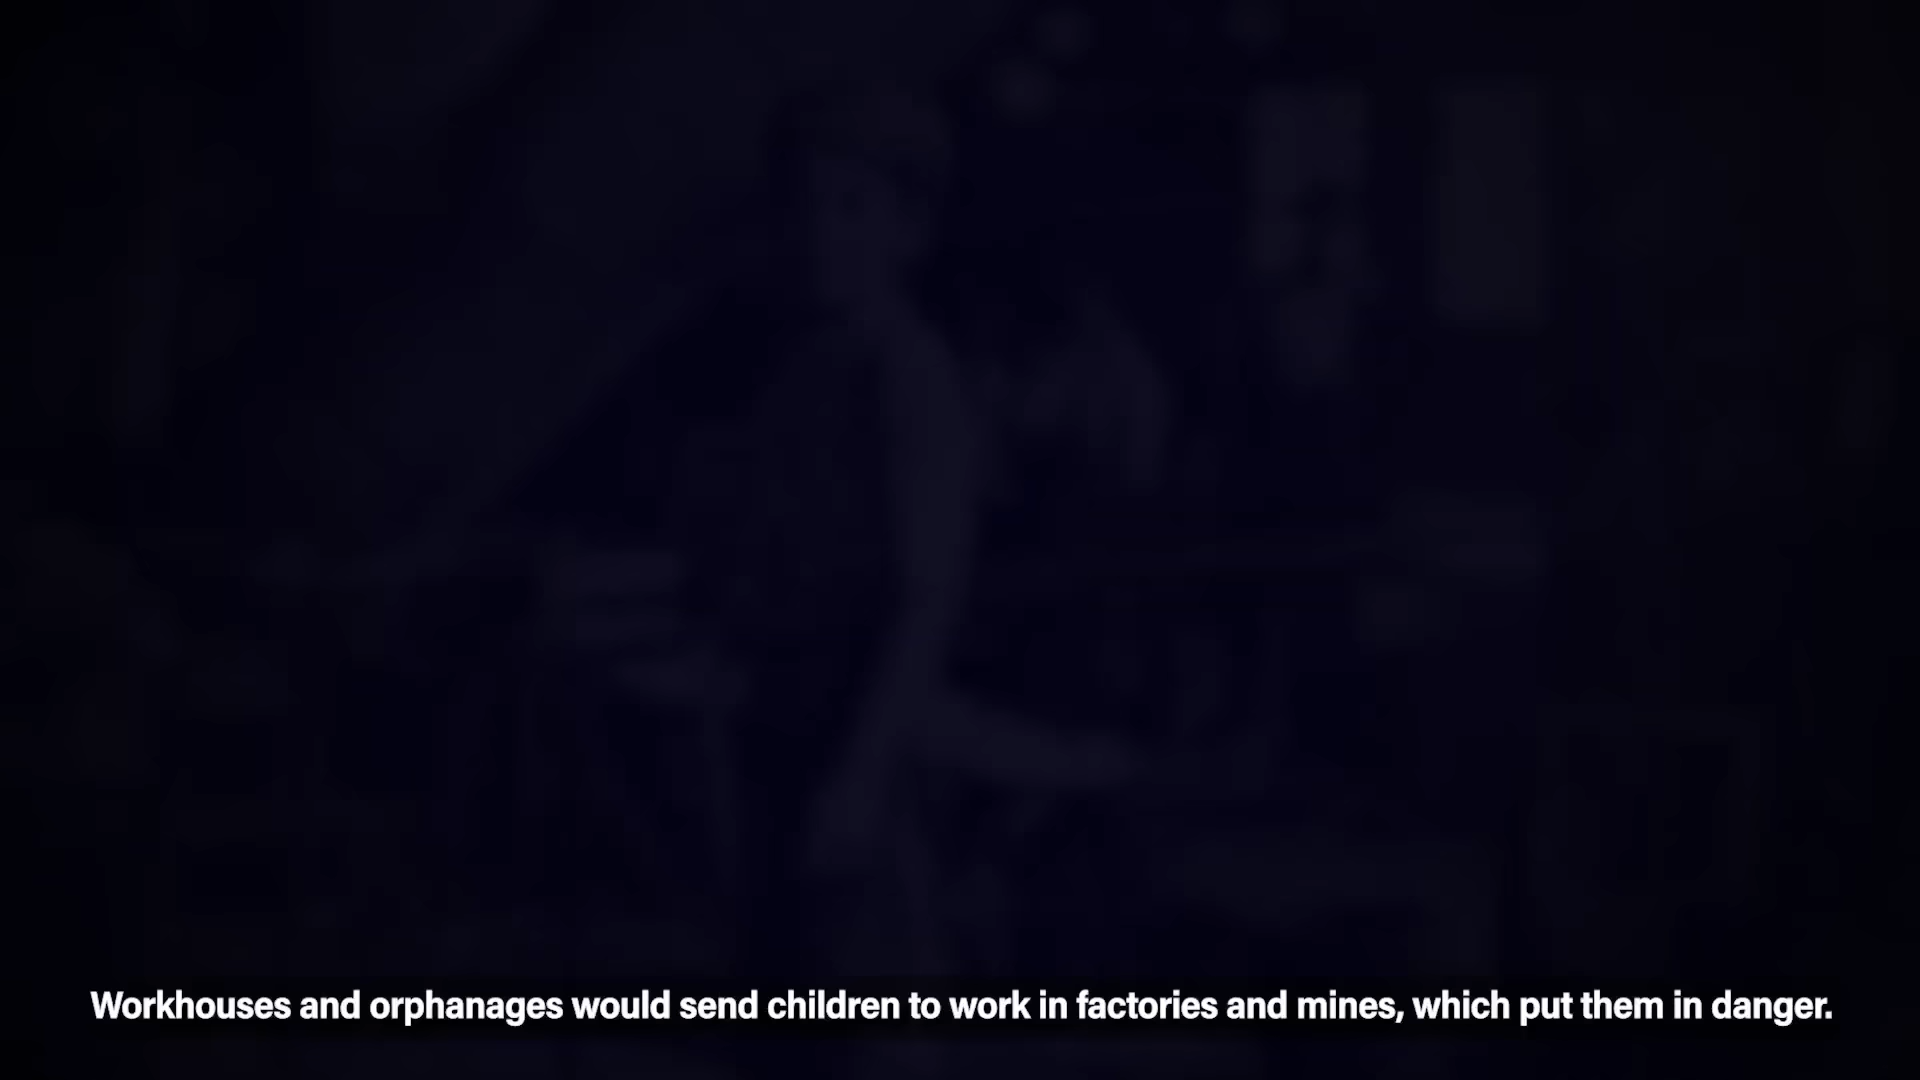 Workhouses and orphanages would send children to work in factories and mines, which put them in danger.